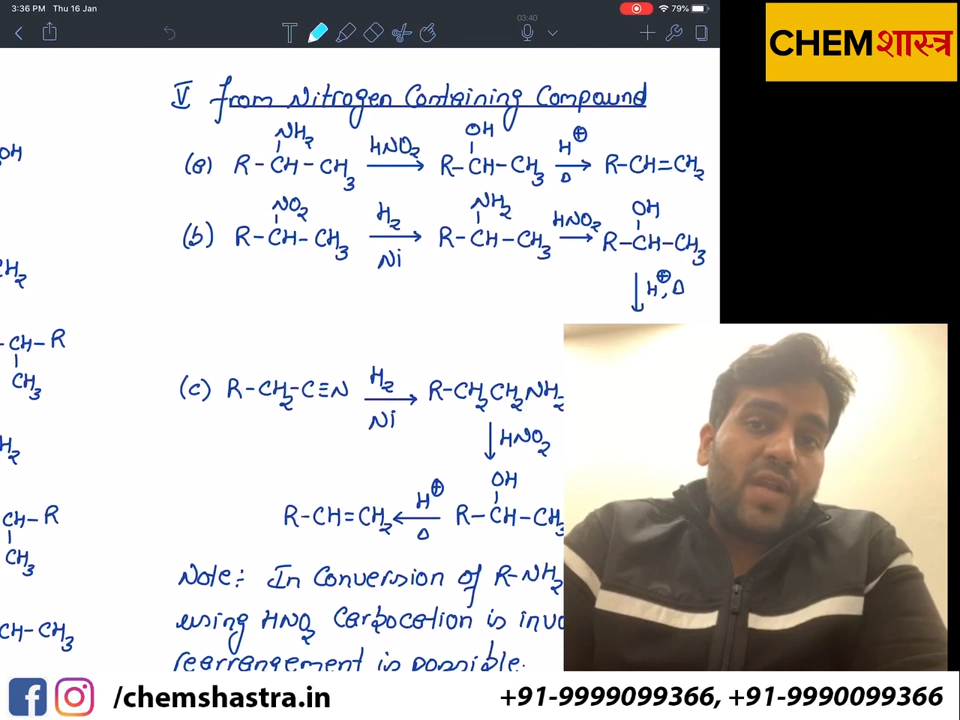 3:36 PM Thu 16 Jan
79%
03:40
T
CHEMशास्त्र
V from Nitrogen Containing Compound
NH₂ OH
(a) R-CH-CH₃ HNO₂ → R-CH-CH₃ H⊕ Δ → R-CH=CH₂
NO₂ NH₂ OH
(b) R-CH-CH₃ H₂ Ni → R-CH-CH₃ HNO₂ → R-CH-CH₃
↓ H⊕, Δ
(c) R-CH₂-C≡N H₂ Ni → R-CH₂CH₂NH₂
↓ HNO₂
OH
R-CH=CH₂ ← H⊕ Δ R-CH-CH₃
Note: In Conversion of R-NH₂
using HNO₂ Carbocation is
rearrangement is possible.
OH
CH₂
-CH-R
CH₃
H₂
CH-R
CH₃
CH-CH₃
/chemshastra.in
+91-9999099366, +91-9990099366